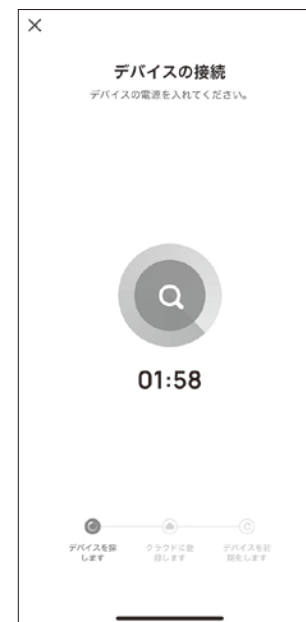 デバイスの接続
デバイスの電源を入れてください。
01:58
デバイスを探
します
クラウドに登
録します
デバイスを初
期化します